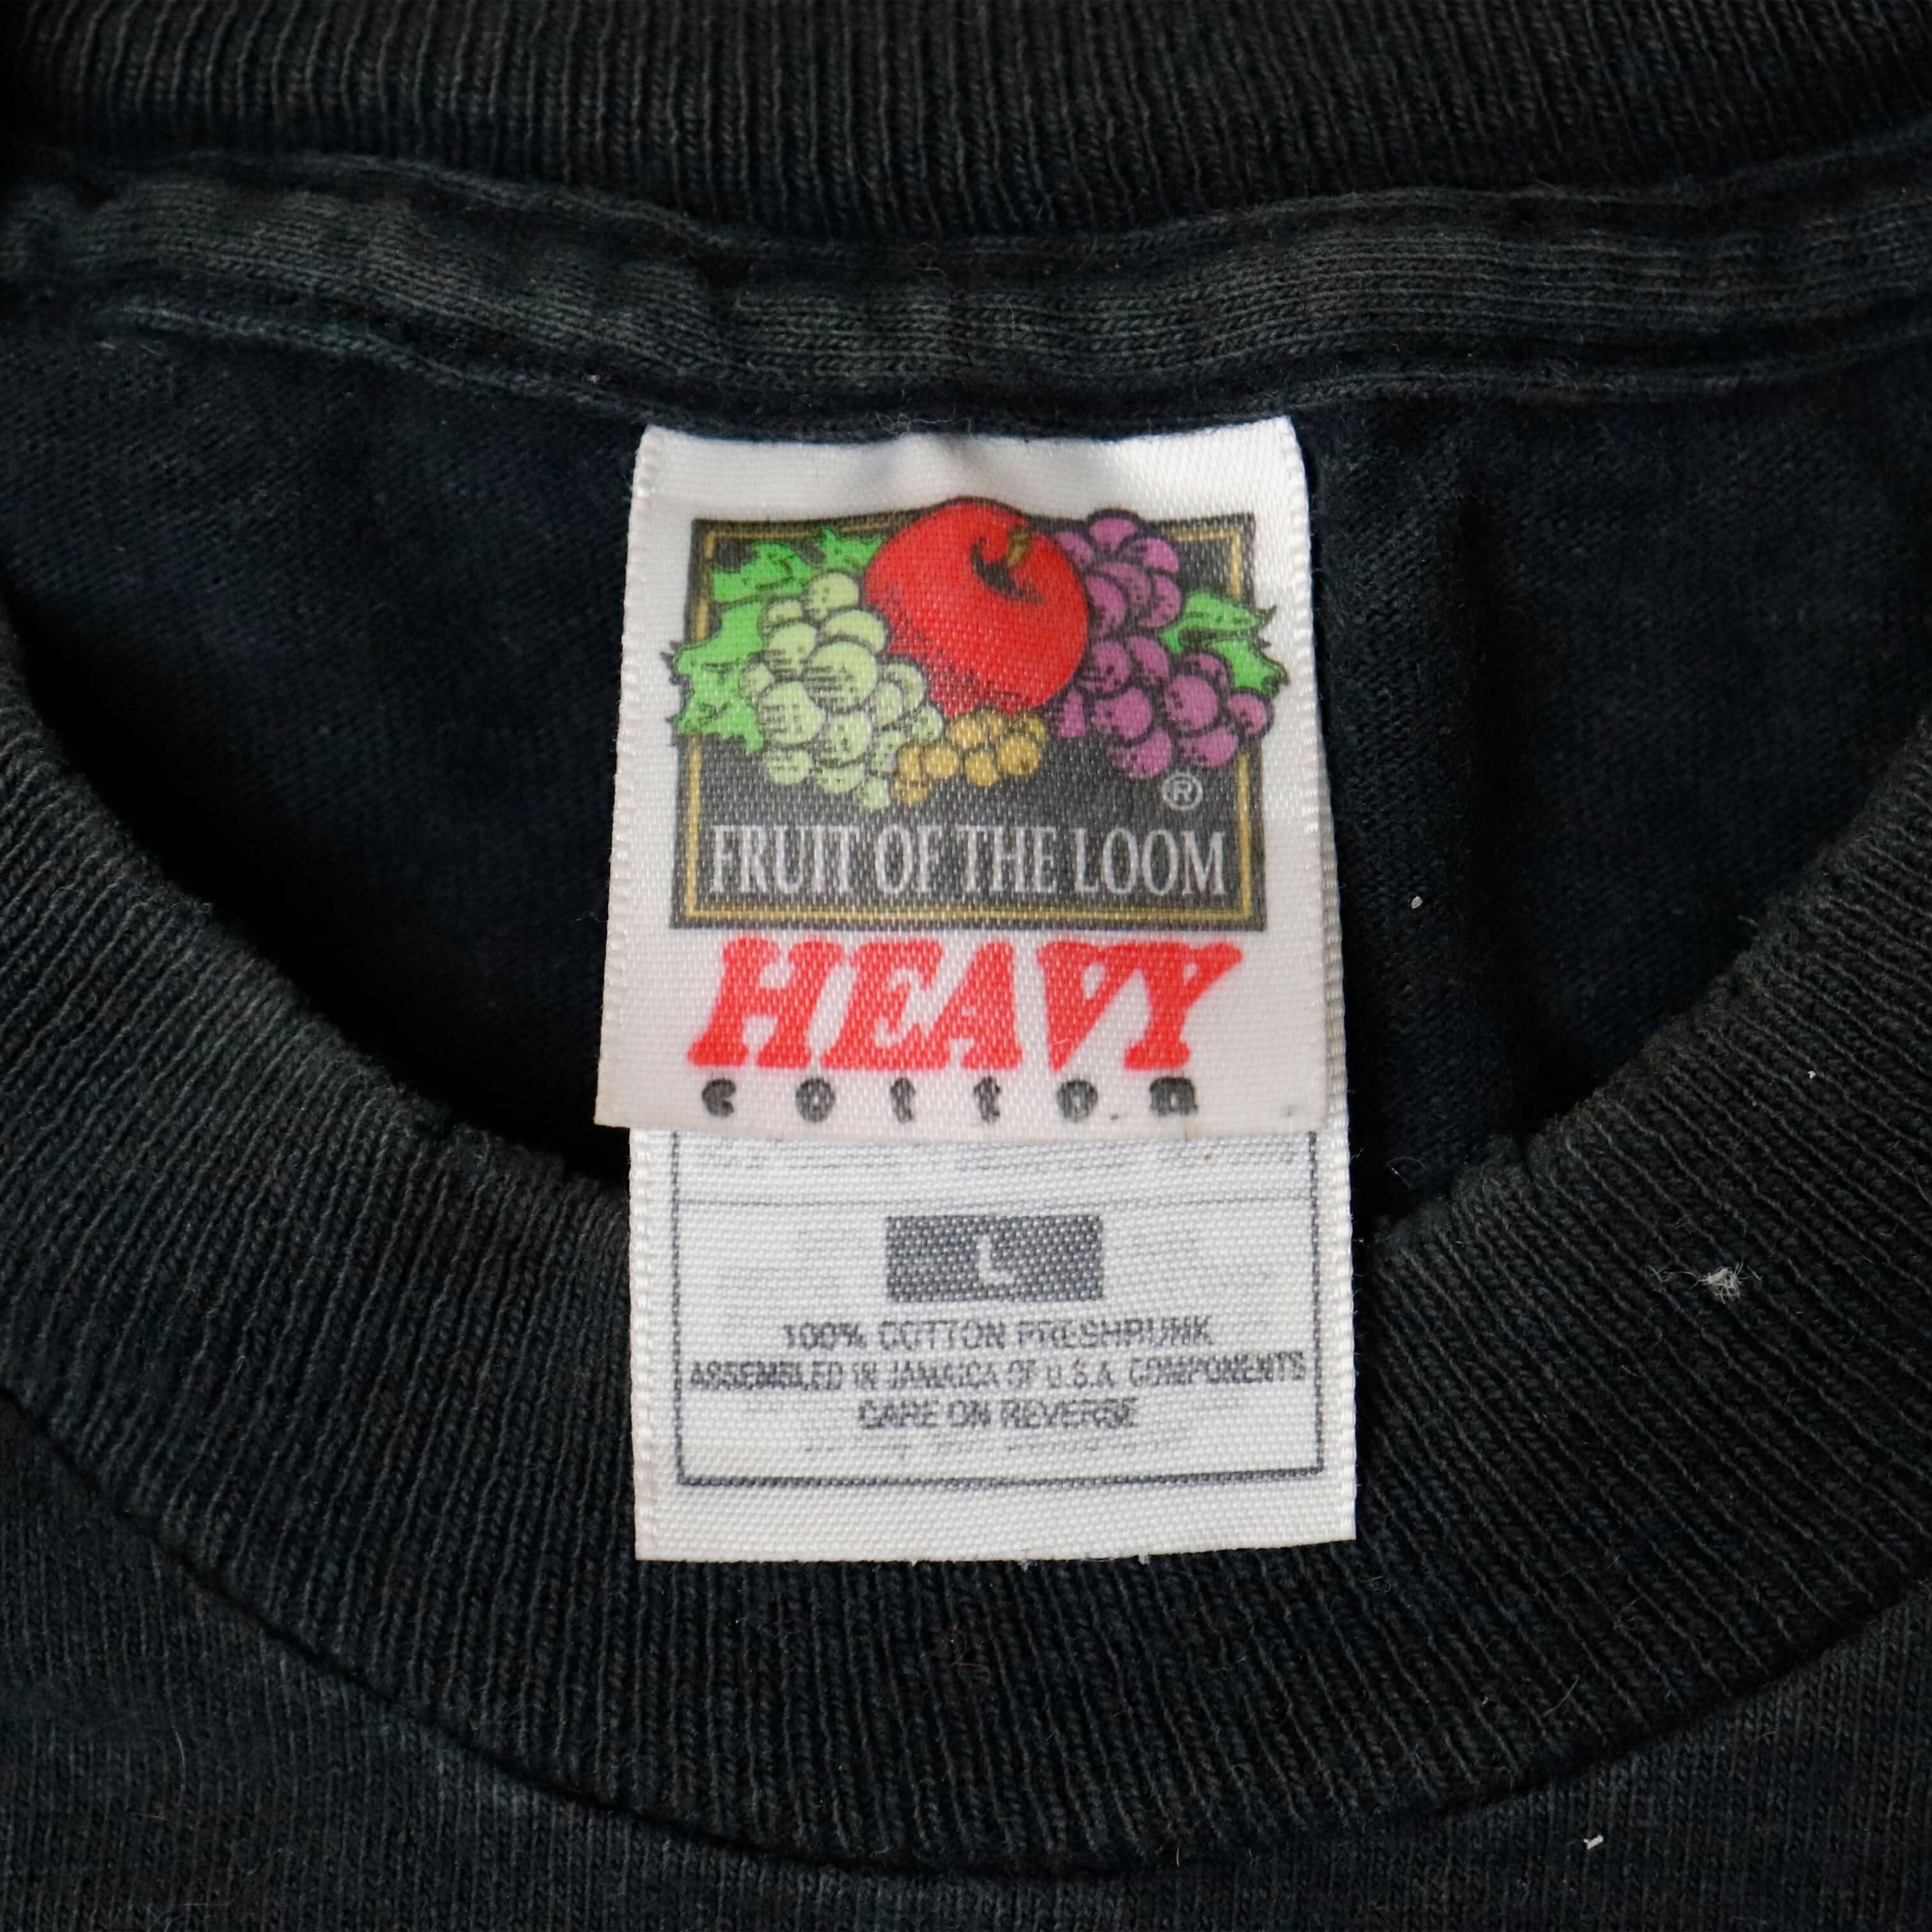 ®
FRUIT OF THE LOOM
HEAVY
cotton
L
100% COTTON PRESHRUNK
ASSEMBLED IN JAMAICA OF U.S.A. COMPONENTS
CARE ON REVERSE